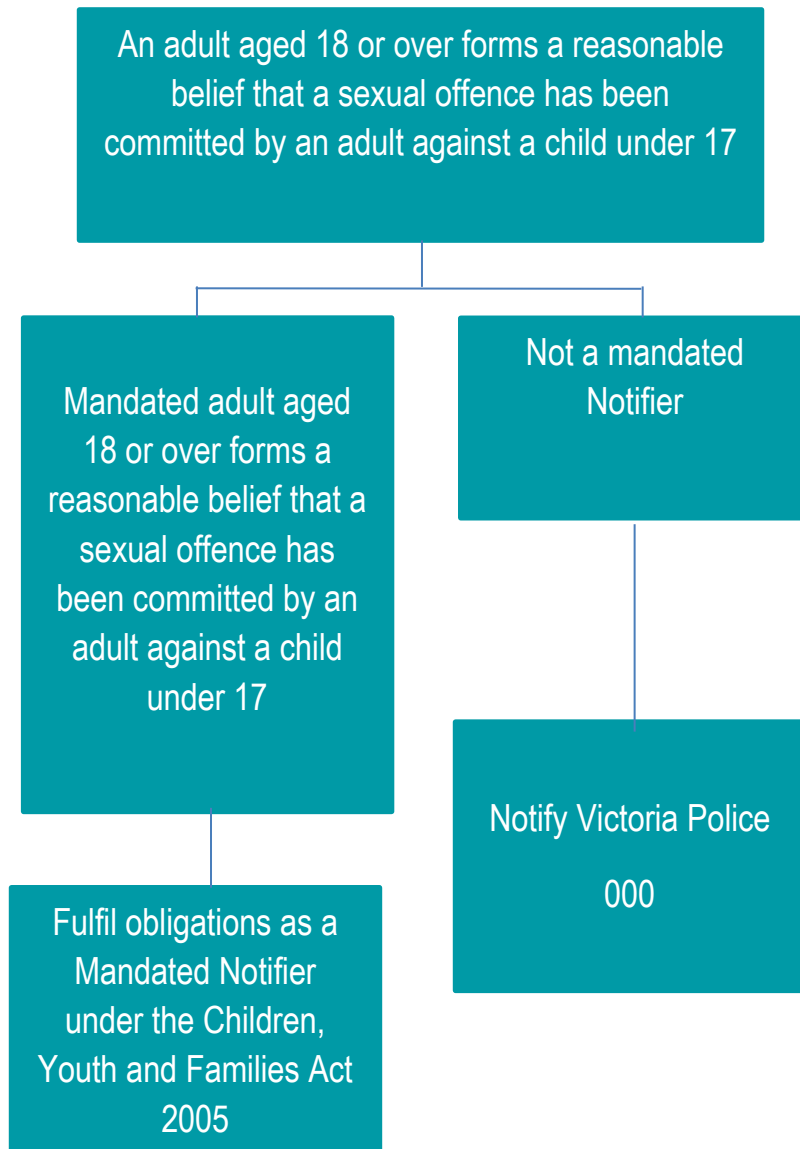 An adult aged 18 or over forms a reasonable
belief that a sexual offence has been
committed by an adult against a child under 17
Mandated adult aged
18 or over forms a
reasonable belief that a
sexual offence has
been committed by an
adult against a child
under 17
Not a mandated
Notifier
Notify Victoria Police
000
Fulfil obligations as a
Mandated Notifier
under the Children,
Youth and Families Act
2005